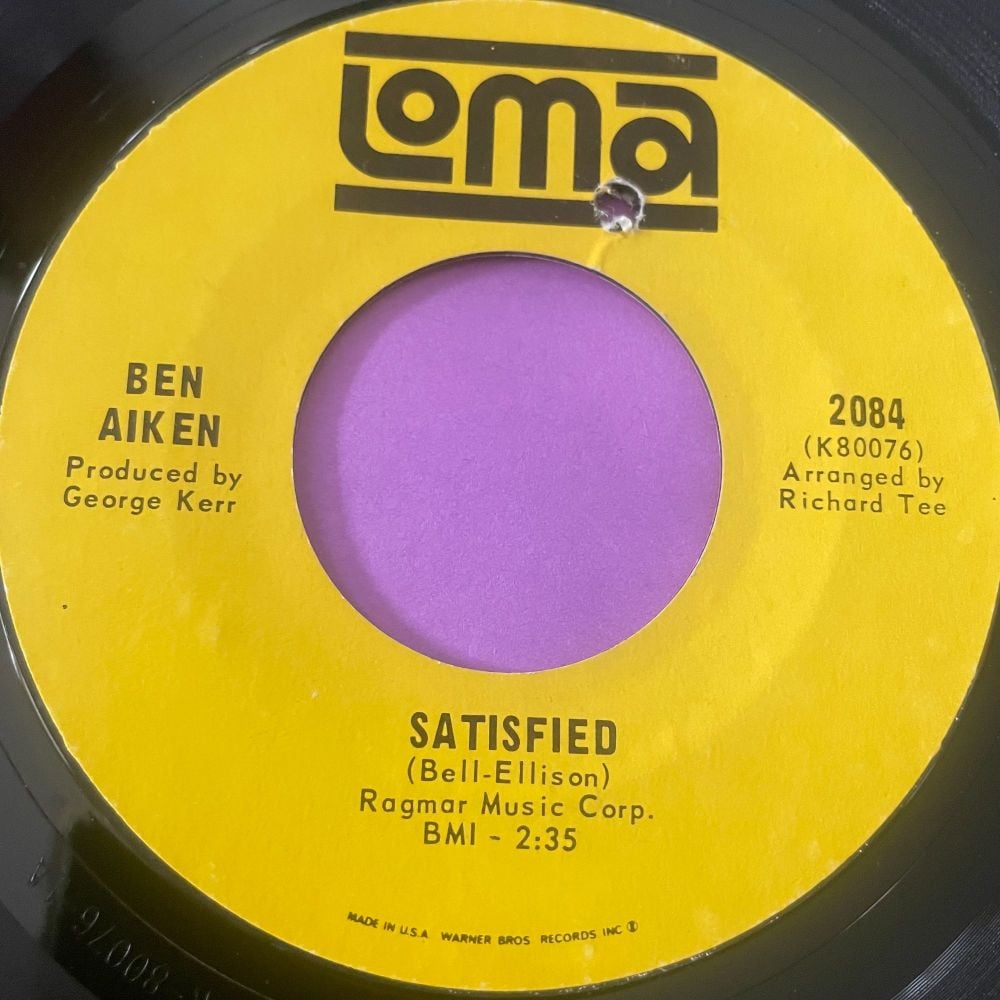 Loma
BEN
AIKEN
Produced by
George Kerr
2084
(K80076)
Arranged by
Richard Tee
SATISFIED
(Bell-Ellison)
Ragmar Music Corp.
BMI - 2:35
MADE IN U.S.A. WARNER BROS RECORDS INC
80076